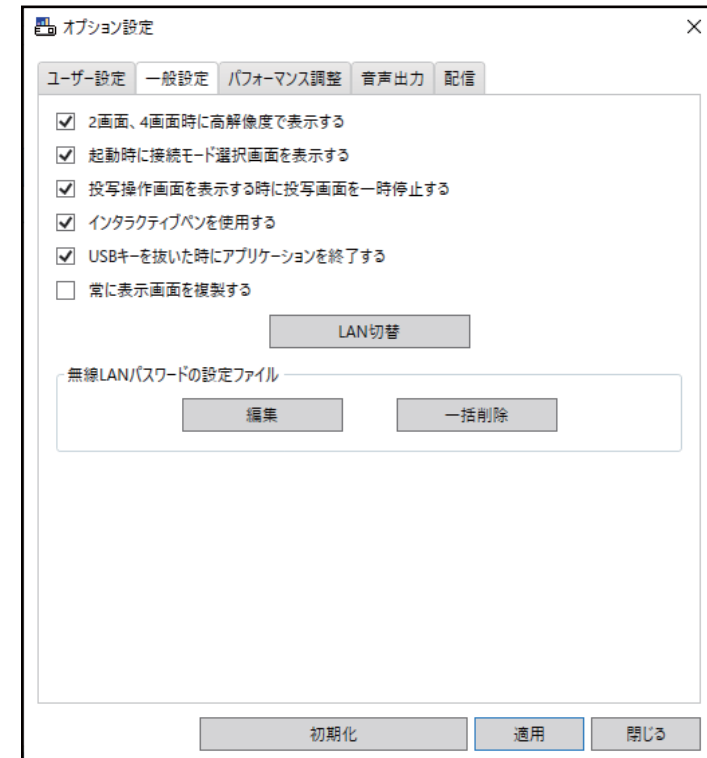 オプション設定
ユーザー設定 一般設定 パフォーマンス調整 音声出力 配信
2画面、4画面時に高解像度で表示する
起動時に接続モード選択画面を表示する
投写操作画面を表示する時に投写画面を一時停止する
インタラクティブペンを使用する
USBキーを抜いた時にアプリケーションを終了する
常に表示画面を複製する
LAN切替
無線LANパスワードの設定ファイル
編集 一括削除
初期化 適用 閉じる